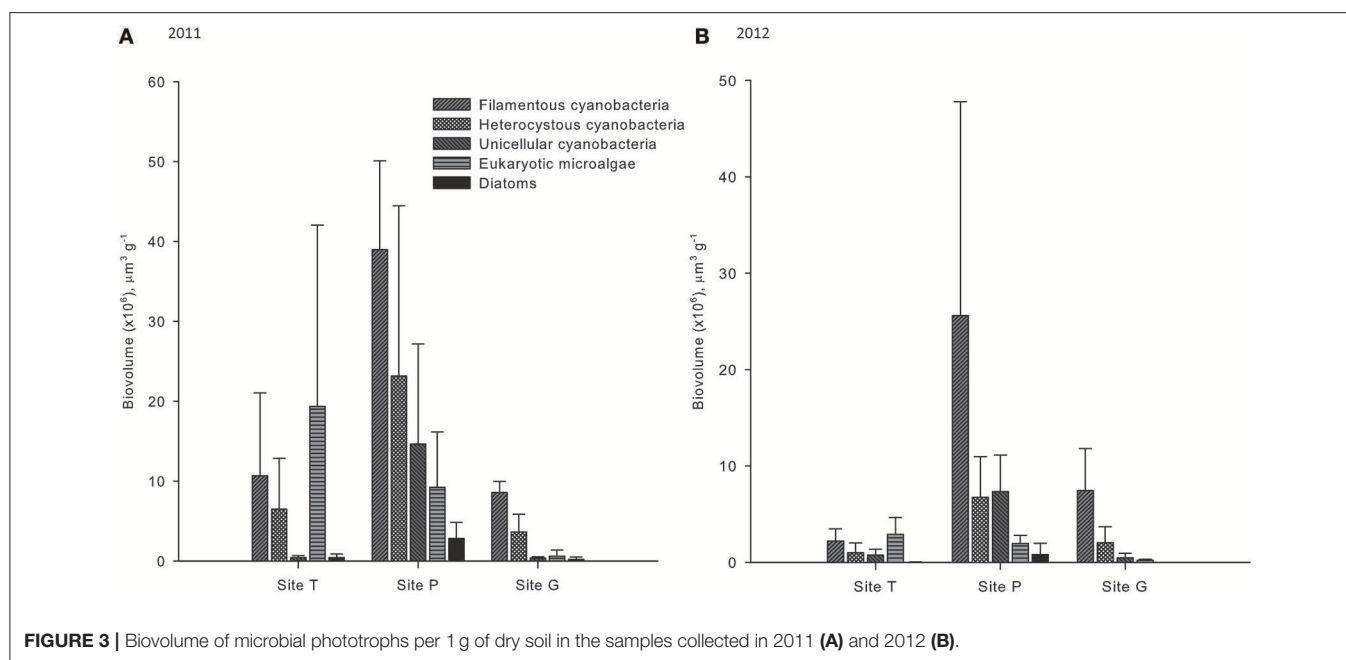 A 2011
60
50
40
30
20
10
0
Biovolume (x10⁶), μm³ g⁻¹
Filamentous cyanobacteria
Heterocystous cyanobacteria
Unicellular cyanobacteria
Eukaryotic microalgae
Diatoms
Site T Site P Site G
B 2012
50
40
30
20
10
0
Biovolume (x10⁶), μm³ g⁻¹
Site T Site P Site G
FIGURE 3 | Biovolume of microbial phototrophs per 1 g of dry soil in the samples collected in 2011 (A) and 2012 (B).